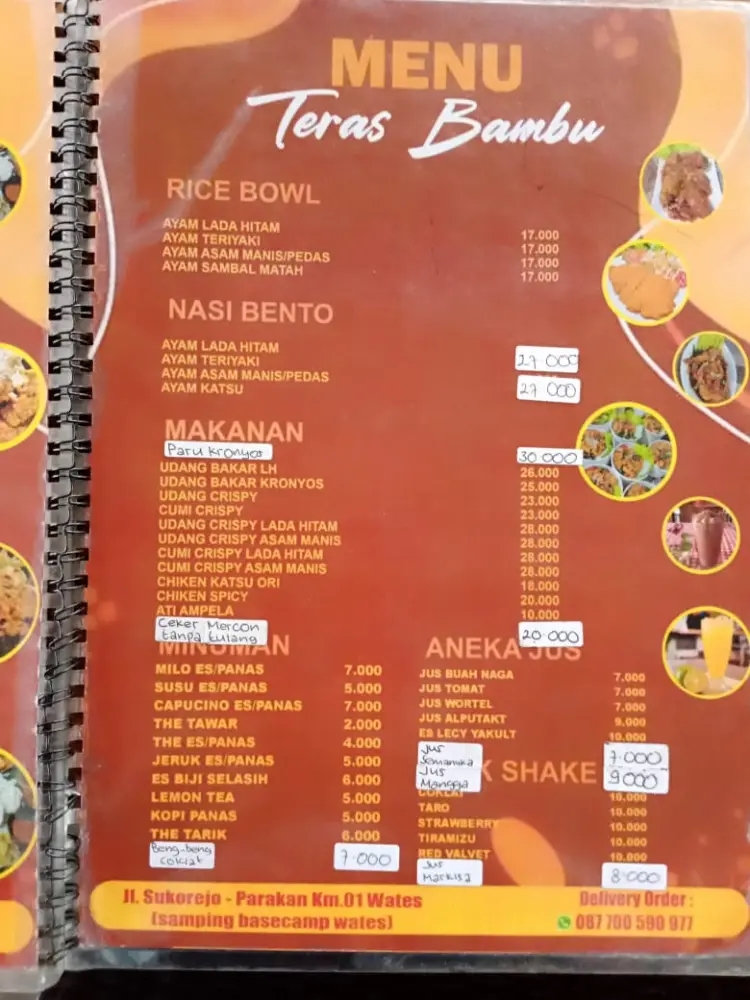 MENU
Teras Bambu
RICE BOWL
AYAM LADA HITAM 17.000
AYAM TERIYAKI 17.000
AYAM ASAM MANIS/PEDAS 17.000
AYAM SAMBAL MATAH 17.000
NASI BENTO
AYAM LADA HITAM 27.000
AYAM TERIYAKI
AYAM ASAM MANIS/PEDAS 27.000
AYAM KATSU
MAKANAN
Paru kronyos 30.000
UDANG BAKAR LH 26.000
UDANG BAKAR KRONYOS 25.000
UDANG CRISPY 23.000
CUMI CRISPY 23.000
UDANG CRISPY LADA HITAM 28.000
UDANG CRISPY ASAM MANIS 28.000
CUMI CRISPY LADA HITAM 28.000
CUMI CRISPY ASAM MANIS 28.000
CHIKEN KATSU ORI 18.000
CHIKEN SPICY 20.000
ATI AMPELA 10.000
Ceker Mercon
tanpa tulang 20.000
MINUMAN
MILO ES/PANAS 7.000
SUSU ES/PANAS 5.000
CAPUCINO ES/PANAS 7.000
THE TAWAR 2.000
THE ES/PANAS 4.000
JERUK ES/PANAS 5.000
ES BIJI SELASIH 6.000
LEMON TEA 5.000
KOPI PANAS 5.000
THE TARIK 6.000
Beng-beng
coklat 7.000
ANEKA JUS
JUS BUAH NAGA 7.000
JUS TOMAT 7.000
JUS WORTEL 7.000
JUS ALPUTAKT 9.000
ES LECY YAKULT 10.000
Jus
Semangka 7.000
Jus
Mangga 9000
K SHAKE
COKLAT 10.000
TARO 10.000
STRAWBERRY 10.000
TIRAMIZU 10.000
RED VALVET 10.000
Jus
Markisa 8.000
Jl. Sukorejo - Parakan Km.01 Wates
(samping basecamp wates)
Delivery Order :
087 700 590 977